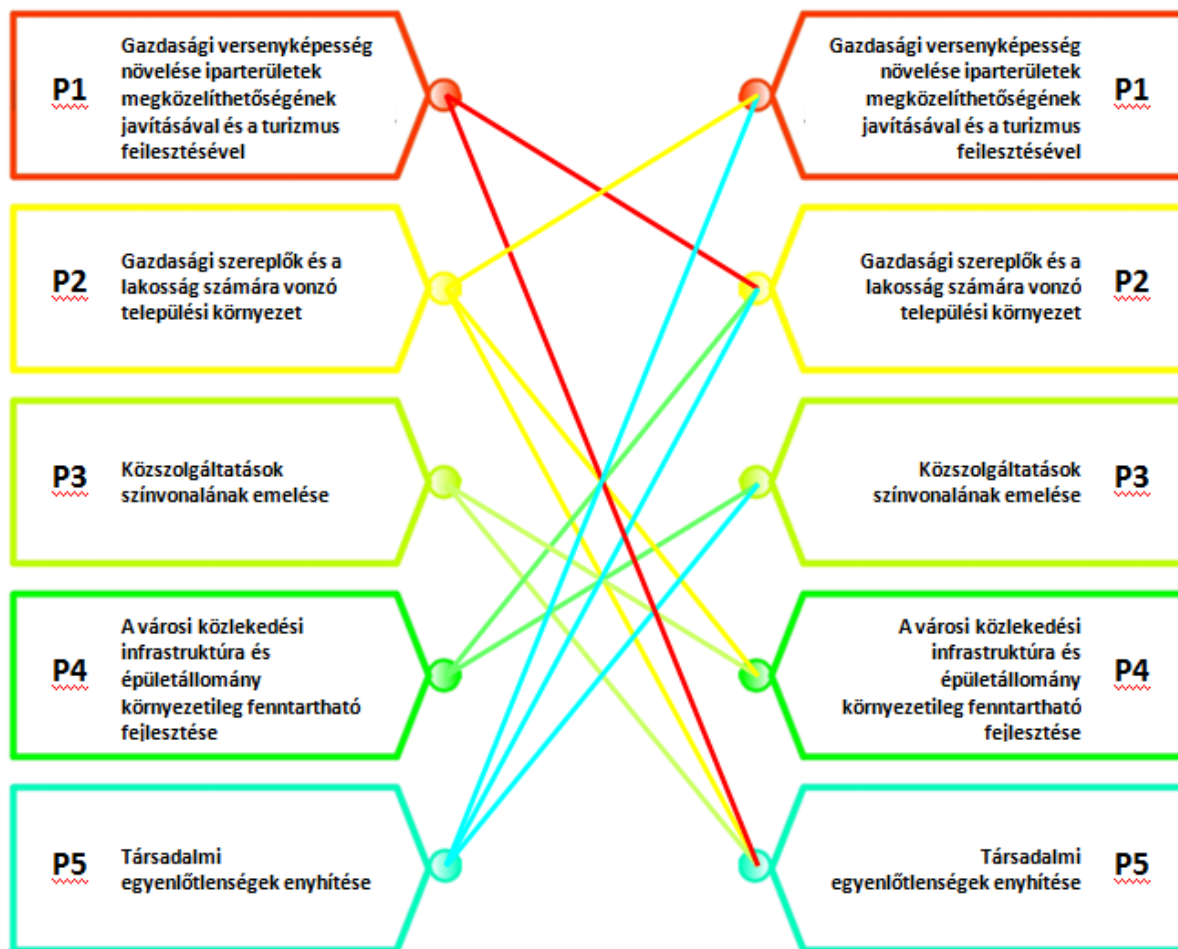 P1
Gazdasági versenyképesség
növelése iparterületek
megközelíthetőségének
javításával és a turizmus
feilesztésével
P1
Gazdasági versenyképesség
növelése iparterületek
megközelíthetőségének
javításával és a turizmus
feilesztésével
P2
Gazdasági szereplők és a
lakosság számára vonzó
települési környezet
P2
Gazdasági szereplők és a
lakosság számára vonzó
települési környezet
P3
Közszolgáltatások
színvonalának emelése
P3
Közszolgáltatások
színvonalának emelése
P4
A városi közlekedési
infrastruktúra és
épületállomány
környezetileg fenntartható
fejlesztése
P4
A városi közlekedési
infrastruktúra és
épületállomány
környezetileg fenntartható
fejlesztése
P5
Társadalmi
egyenlőtlenségek enyhítése
P5
Társadalmi
egyenlőtlenségek enyhítése